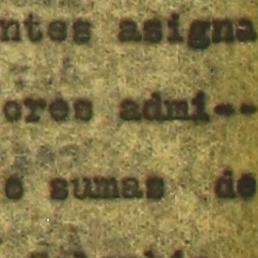 ntes asigna
ores admi--
e sumas de